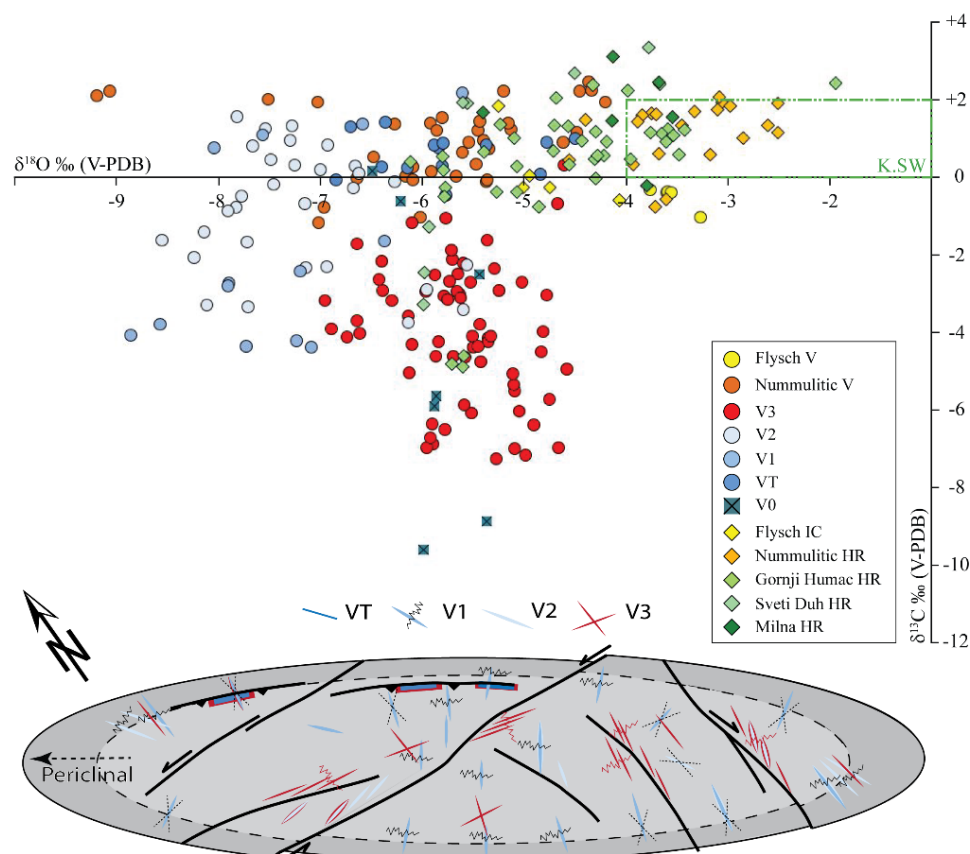 +4
+2
δ¹⁸O ‰ (V-PDB)
K.SW
0
-9 -8 -7 -6 -5 -4 -3 -2
-2
-4
-6
-8
-10
-12
δ¹³C ‰ (V-PDB)
Flysch V
Nummulitic V
V3
V2
V1
VT
V0
Flysch IC
Nummulitic HR
Gornji Humac HR
Sveti Duh HR
Milna HR
VT V1 V2 V3
N
Periclinal